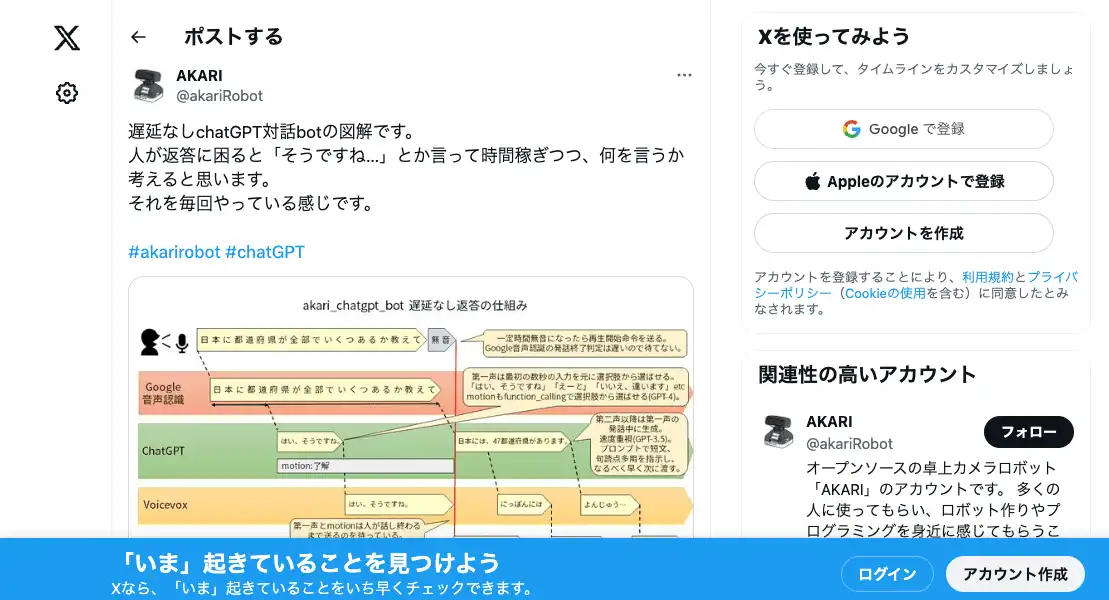 ポストする
AKARI
@akariRobot
遅延なしchatGPT対話botの図解です。
人が返答に困ると「そうですね...」とか言って時間稼ぎつつ、何を言うか
考えると思います。
それを毎回やっている感じです。
#akarirobot #chatGPT
akari_chatgpt_bot 遅延なし返答の仕組み
日本に都道府県が全部でいくつあるか教えて
無音
一定時間無音になったら再生開始命令を送る。
Google音声認識の発話終了判定は遅いので待てない。
Google
音声認識
日本に都道府県が全部でいくつあるか教えて
第一声は最初の数秒の入力を元に選択肢から選ばせる。
「はい、そうですね」「えーと」「いいえ、違います」etc
motionもfunction_callingで選択肢から選ばせる(GPT-4)。
ChatGPT
はい、そうですね。
motion:了解
日本には、47都道府県があります。
第二声以降は第一声の
発話中に生成。
速度重視(GPT-3.5)。
プロンプトで短文、
句読点多用を指示し、
なるべく早く次に渡す。
Voicevox
はい、そうですね。
にっぽんには
よんじゅう…
第一声とmotionは人が話し終わる
まで送るのを待っている。
Xを使ってみよう
今すぐ登録して、タイムラインをカスタマイズしましょ
う。
Google で登録
Appleのアカウントで登録
アカウントを作成
アカウントを登録することにより、利用規約とプライバ
シーポリシー（Cookieの使用を含む）に同意したとみ
なされます。
関連性の高いアカウント
AKARI
@akariRobot
フォロー
オープンソースの卓上カメラロボット
「AKARI」のアカウントです。 多くの
人に使ってもらい、ロボット作りやプ
ログラミングを身近に感じてもらうこ
「いま」起きていることを見つけよう
Xなら、「いま」起きていることをいち早くチェックできます。
ログイン
アカウント作成